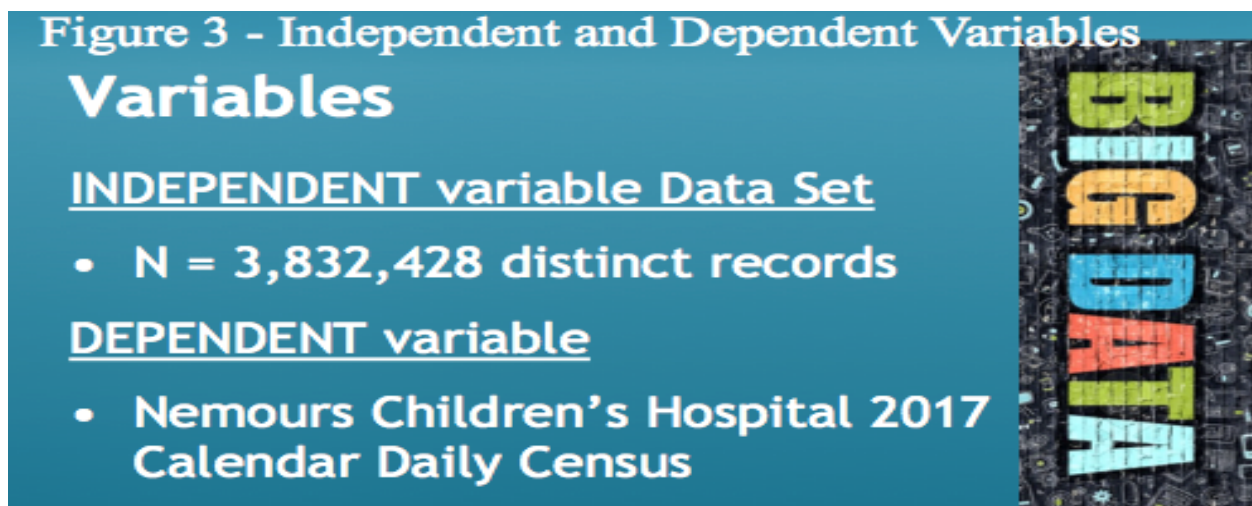 Figure 3 - Independent and Dependent Variables
Variables
INDEPENDENT variable Data Set
• N = 3,832,428 distinct records
DEPENDENT variable
• Nemours Children’s Hospital 2017
Calendar Daily Census
BIG DATA